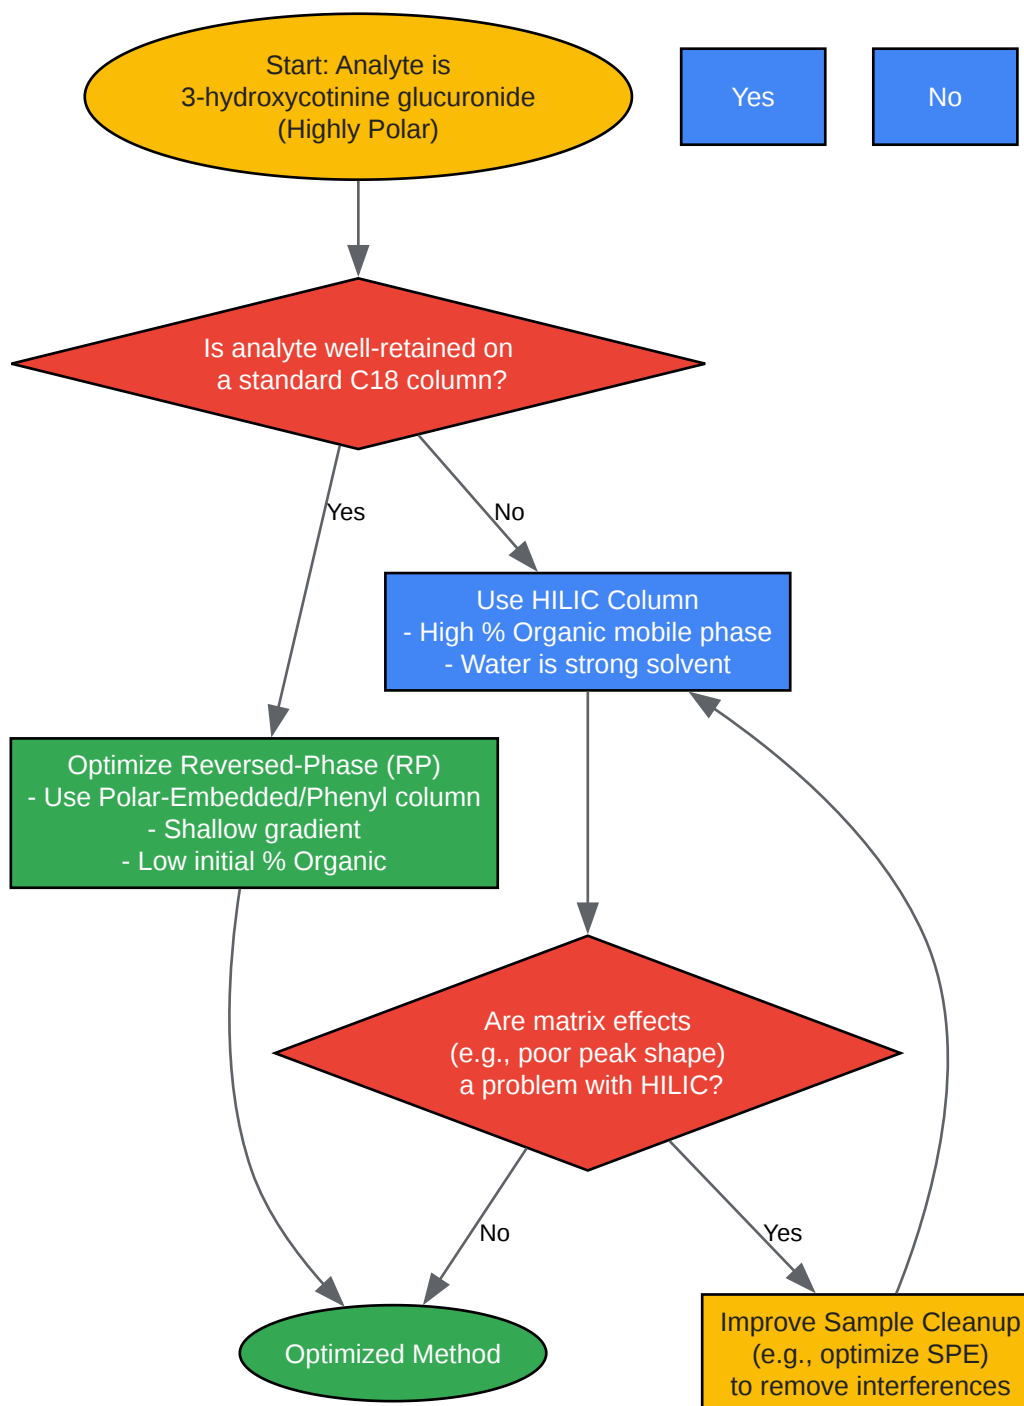 Start: Analyte is
3-hydroxycotinine glucuronide
(Highly Polar)
Yes
No
Is analyte well-retained on
a standard C18 column?
Yes
No
Use HILIC Column
- High % Organic mobile phase
- Water is strong solvent
Optimize Reversed-Phase (RP)
- Use Polar-Embedded/Phenyl column
- Shallow gradient
- Low initial % Organic
Are matrix effects
(e.g., poor peak shape)
a problem with HILIC?
No
Yes
Optimized Method
Improve Sample Cleanup
(e.g., optimize SPE)
to remove interferences